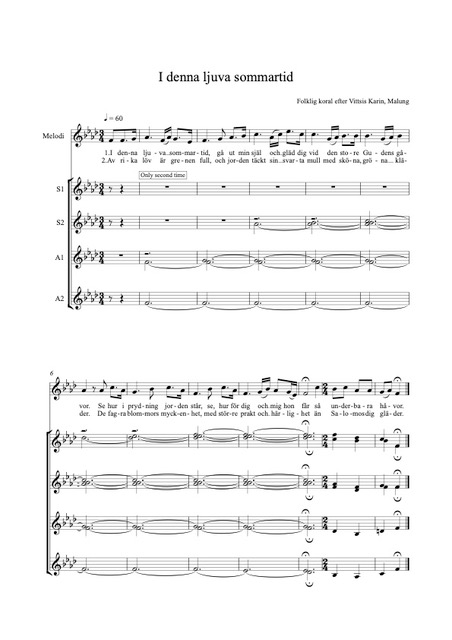 I denna ljuva sommartid
Folklig koral efter Vittsis Karin, Malung
♩ = 60
Melodi
1.I den-na lju - va..som-mar-tid, gå ut min själ och gläd dig vid den sto-re Gu-dens gå-
2.Av ri-ka löv är gre-nen full, och jor-den täckt sin..svar-ta mull med skö-na, grö-na... klä-
Only second time
S1
S2
A1
A2
6
vor. Se hur i pryd-ning jor-den står, se, hur för dig och mig hon får så un-der-ba-ra hå-vor.
der. De fag-ra blom-mors myck-en-het, med stör-re prakt och här-lig-het än Sa-lo-mos dig glä-der.